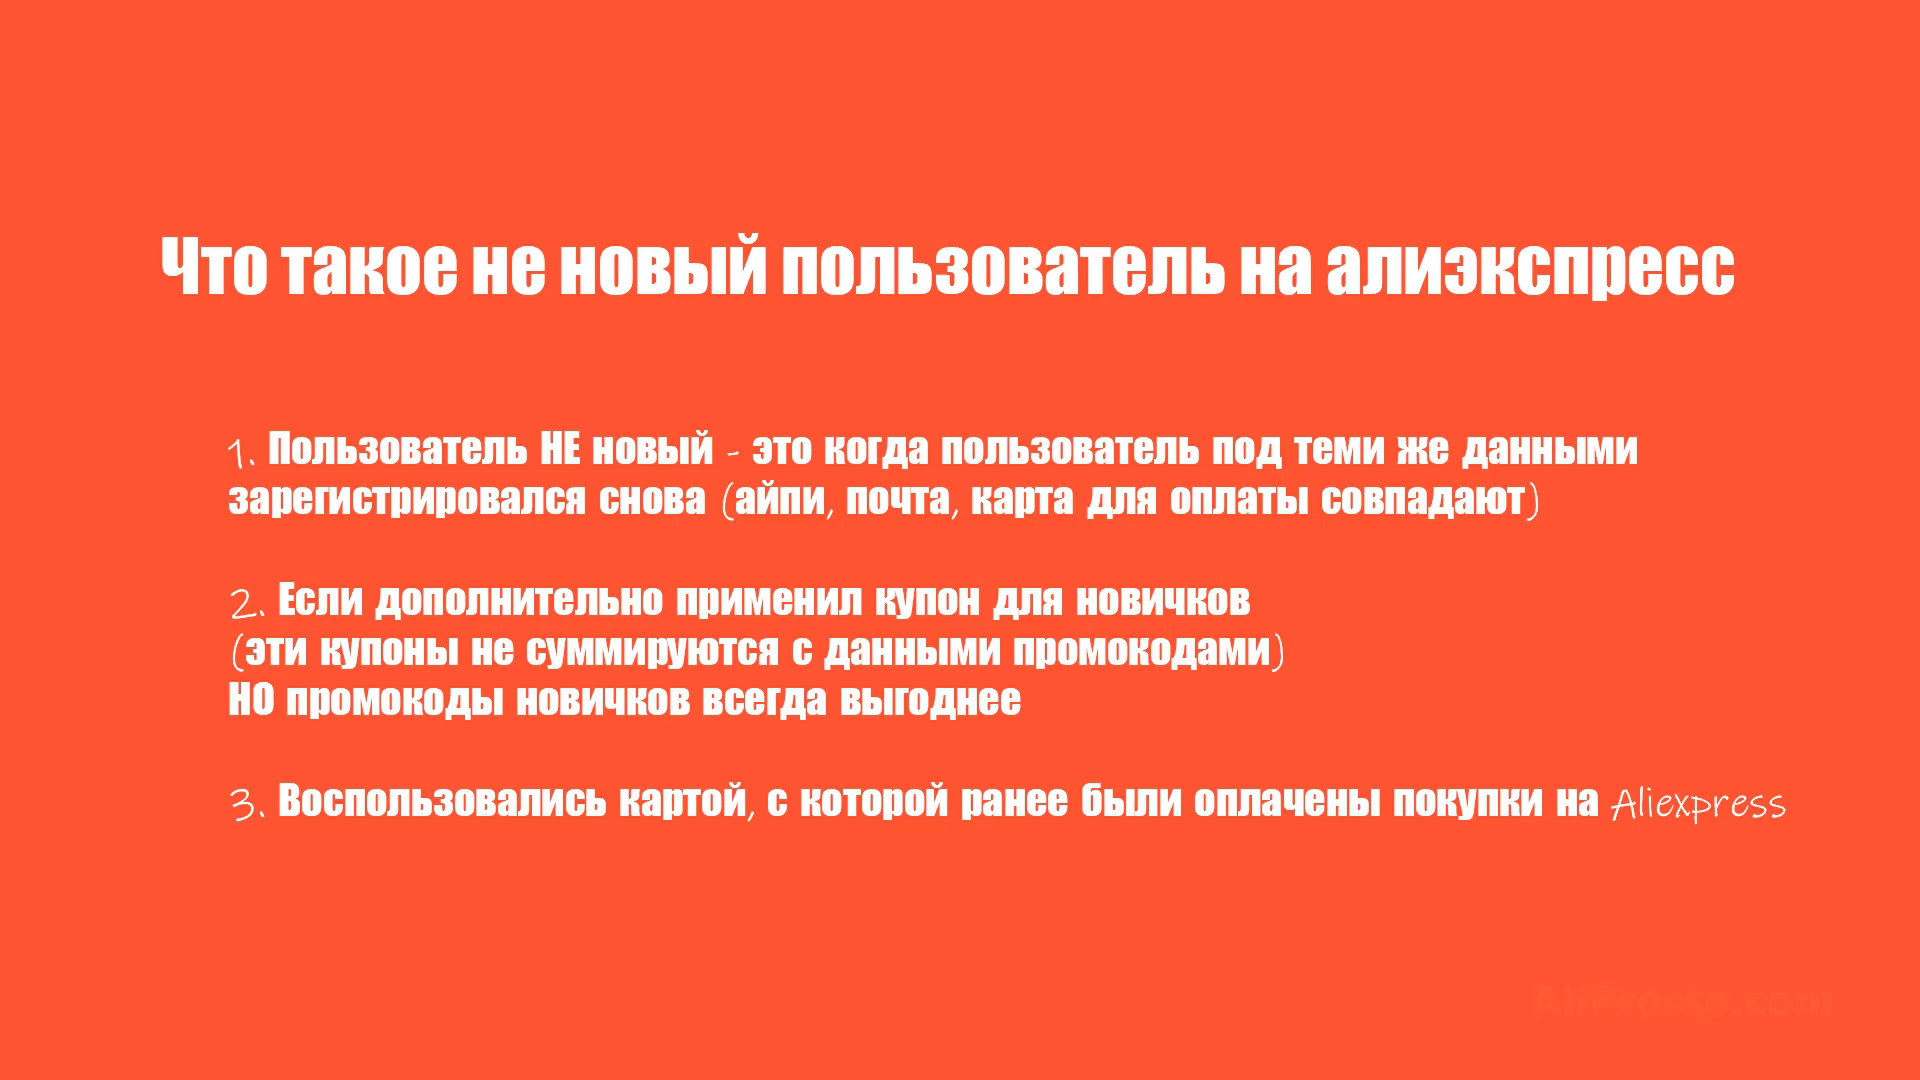 Что такое не новый пользователь на алиэкспресс
1. Пользователь НЕ новый - это когда пользователь под теми же данными
зарегистрировался снова (айпи, почта, карта для оплаты совпадают)
2. Если дополнительно применил купон для новичков
(эти купоны не суммируются с данными промокодами)
НО промокоды новичков всегда выгоднее
3. Воспользовались картой, с которой ранее были оплачены покупки на Aliexpress
AliProsto.com